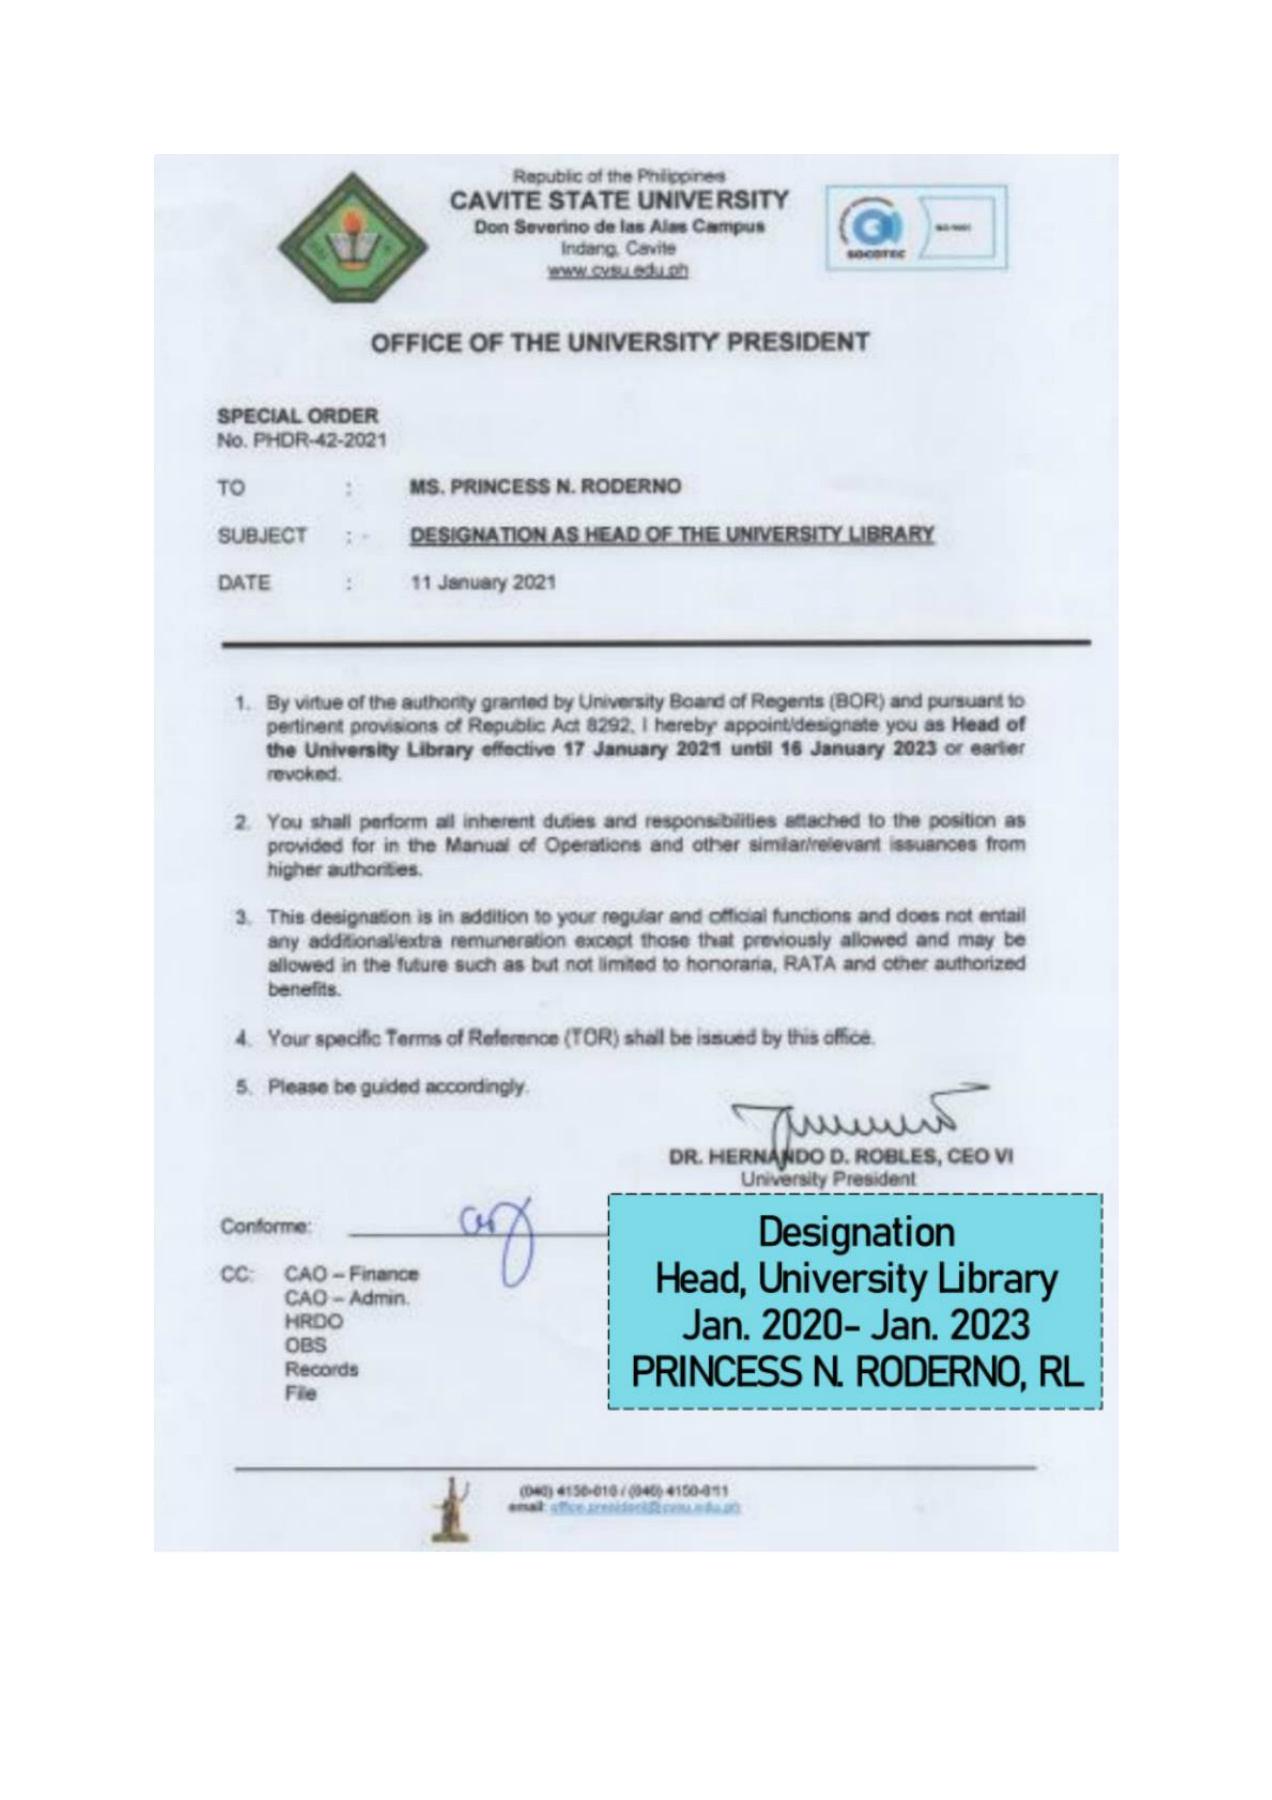 Republic of the Philippines
CAVITE STATE UNIVERSITY
Don Severino de las Alas Campus
Indang, Cavite
www.cvsu.edu.ph
SOCOTEC
ISO 9001
OFFICE OF THE UNIVERSITY PRESIDENT
SPECIAL ORDER
No. PHDR-42-2021
TO : MS. PRINCESS N. RODERNO
SUBJECT : DESIGNATION AS HEAD OF THE UNIVERSITY LIBRARY
DATE : 11 January 2021
1. By virtue of the authority granted by University Board of Regents (BOR) and pursuant to
pertinent provisions of Republic Act 8292, I hereby appoint/designate you as Head of
the University Library effective 17 January 2021 until 16 January 2023 or earlier
revoked.
2. You shall perform all inherent duties and responsibilities attached to the position as
provided for in the Manual of Operations and other similar/relevant issuances from
higher authorities.
3. This designation is in addition to your regular and official functions and does not entail
any additional/extra remuneration except those that previously allowed and may be
allowed in the future such as but not limited to honoraria, RATA and other authorized
benefits.
4. Your specific Terms of Reference (TOR) shall be issued by this office.
5. Please be guided accordingly.
DR. HERNANDO D. ROBLES, CEO VI
University President
Conforme:
CC: CAO – Finance
CAO – Admin.
HRDO
OBS
Records
File
Designation
Head, University Library
Jan. 2020- Jan. 2023
PRINCESS N. RODERNO, RL
email: office.president@cvsu.edu.ph